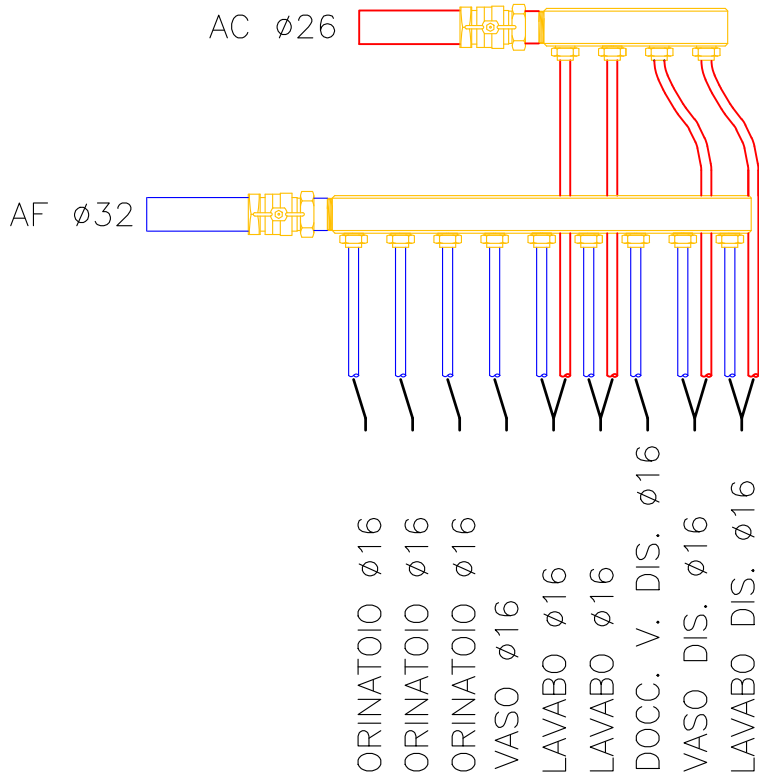 AC ø26
AF ø32
ORINATOIO ø16
ORINATOIO ø16
ORINATOIO ø16
VASO ø16
LAVABO ø16
LAVABO ø16
DOCC. V. DIS. ø16
VASO DIS. ø16
LAVABO DIS. ø16